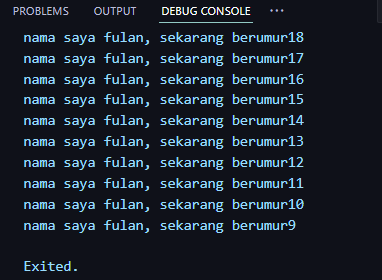 PROBLEMS OUTPUT DEBUG CONSOLE ...
nama saya fulan, sekarang berumur18
nama saya fulan, sekarang berumur17
nama saya fulan, sekarang berumur16
nama saya fulan, sekarang berumur15
nama saya fulan, sekarang berumur14
nama saya fulan, sekarang berumur13
nama saya fulan, sekarang berumur12
nama saya fulan, sekarang berumur11
nama saya fulan, sekarang berumur10
nama saya fulan, sekarang berumur9
Exited.